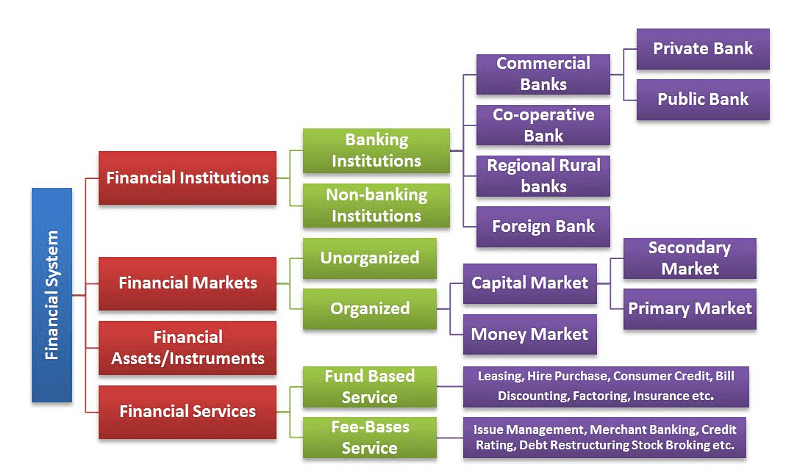 Financial System
Financial Institutions
Banking
Institutions
Commercial
Banks
Private Bank
Public Bank
Co-operative
Bank
Regional Rural
banks
Foreign Bank
Non-banking
Institutions
Financial Markets
Unorganized
Organized
Capital Market
Secondary
Market
Primary Market
Money Market
Financial
Assets/Instruments
Financial Services
Fund Based
Service
Leasing, Hire Purchase, Consumer Credit, Bill
Discounting, Factoring, Insurance etc.
Fee-Bases
Service
Issue Management, Merchant Banking, Credit
Rating, Debt Restructuring Stock Broking etc.